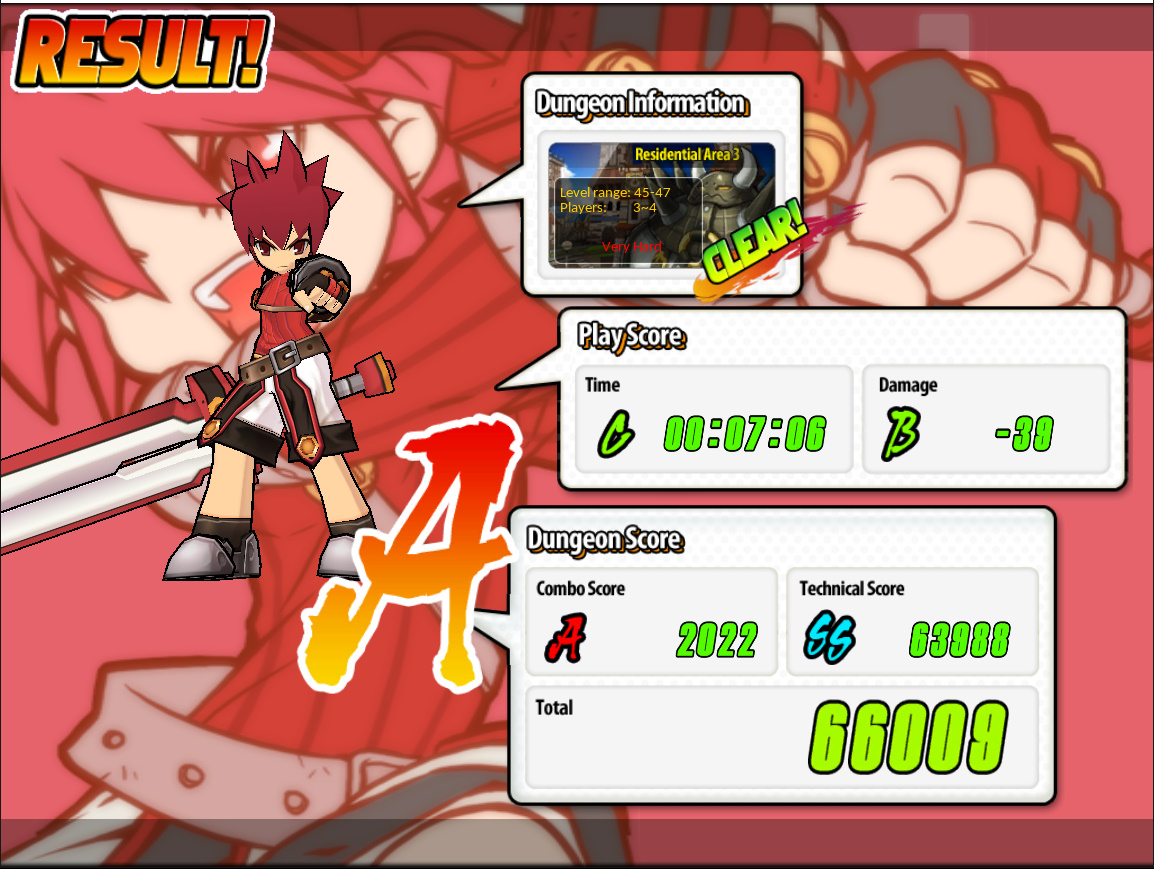 RESULT!
Dungeon Information
Residential Area 3
Level range: 45-47
Players: 3~4
Very Hard
CLEAR!
Play Score
Time
C 00:07:06
Damage
B -39
A
Dungeon Score
Combo Score
A 2022
Technical Score
SS 63988
Total
66009